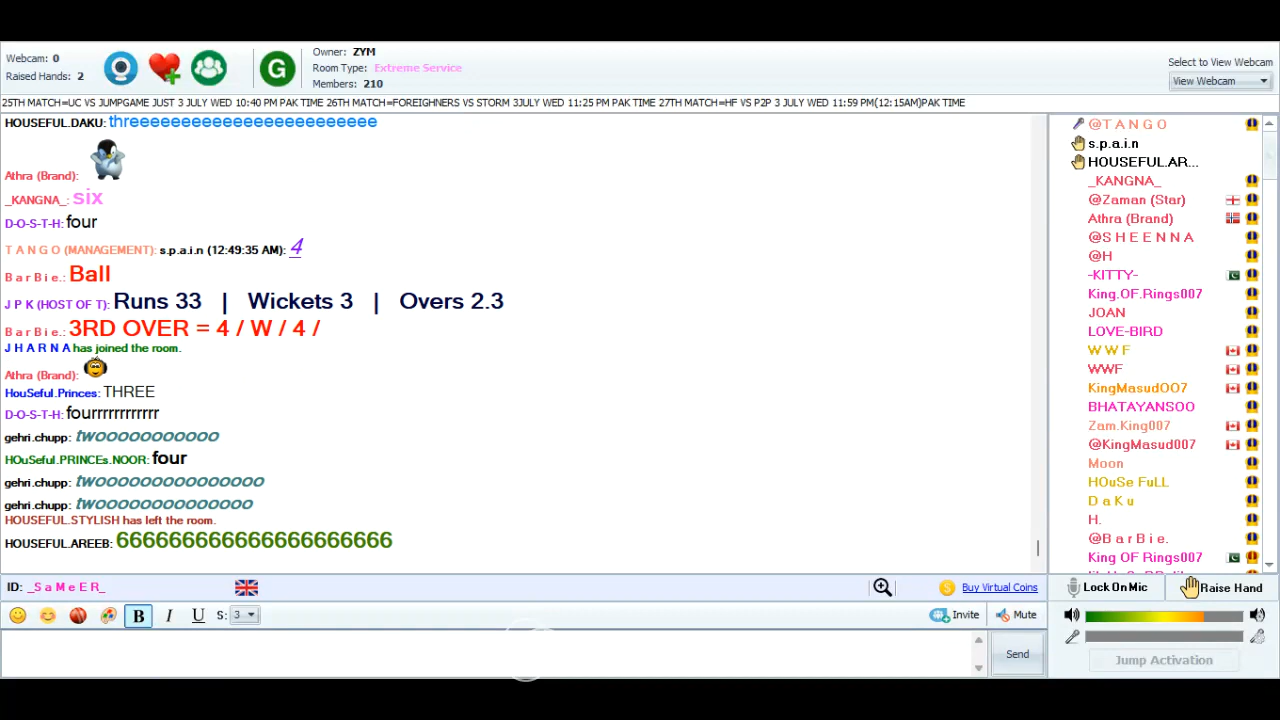 Webcam: 0
Raised Hands: 2
G
Owner: ZYM
Room Type: Extreme Service
Members: 210
Select to View Webcam
View Webcam
25TH MATCH=UC VS JUMPGAME JUST 3 JULY WED 10:40 PM PAK TIME 26TH MATCH=FOREIGHNERS VS STORM 3JULY WED 11:25 PM PAK TIME 27TH MATCH=HF VS P2P 3 JULY WED 11:59 PM(12:15AM)PAK TIME
HOUSEFUL.DAKU: threeeeeeeeeeeeeeeeeeeeeeee
Athra (Brand):
_KANGNA_: six
D-O-S-T-H: four
T A N G O (MANAGEMENT): s.p.a.i.n (12:49:35 AM): 4
B a r B i e.: Ball
J P K (HOST OF T): Runs 33 | Wickets 3 | Overs 2.3
B a r B i e.: 3RD OVER = 4 / W / 4 /
J H A R N A has joined the room.
Athra (Brand):
HouSeful.Princes: THREE
D-O-S-T-H: fourrrrrrrrrrr
gehri.chupp: twooooooooooo
HOuSeful.PRINCEs.NOOR: four
gehri.chupp: twooooooooooooooo
gehri.chupp: twoooooooooooooo
HOUSEFUL.STYLISH has left the room.
HOUSEFUL.AREEB: 666666666666666666666
@T A N G O
s.p.a.i.n
HOUSEFUL.AR...
_KANGNA_
@Zaman (Star)
Athra (Brand)
@S H E E N N A
@H
-KITTY-
King.OF.Rings007
JOAN
LOVE-BIRD
W W F
WWF
KingMasudOO7
BHATAYANSOO
Zam.King007
@KingMasud007
Moon
HOuSe FuLL
D a K u
H.
@B a r B i e.
King OF Rings007
ID: _S a M e E R_
Buy Virtual Coins
Lock On Mic
Raise Hand
B I U S: 3
Invite
Mute
Send
Jump Activation